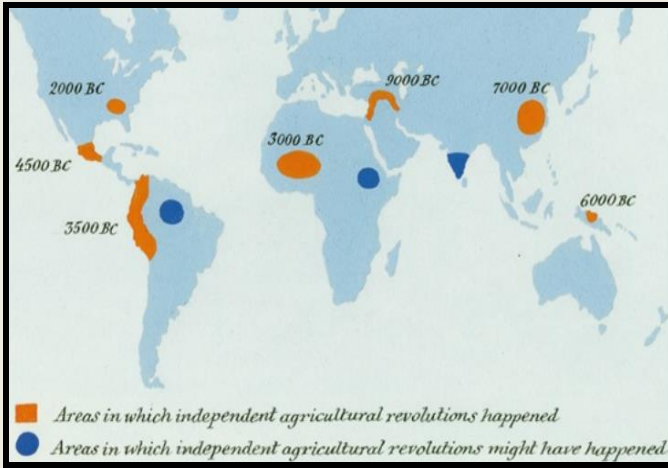 2000 BC
9000 BC
7000 BC
3000 BC
4500 BC
6000 BC
3500 BC
Areas in which independent agricultural revolutions happened
Areas in which independent agricultural revolutions might have happened